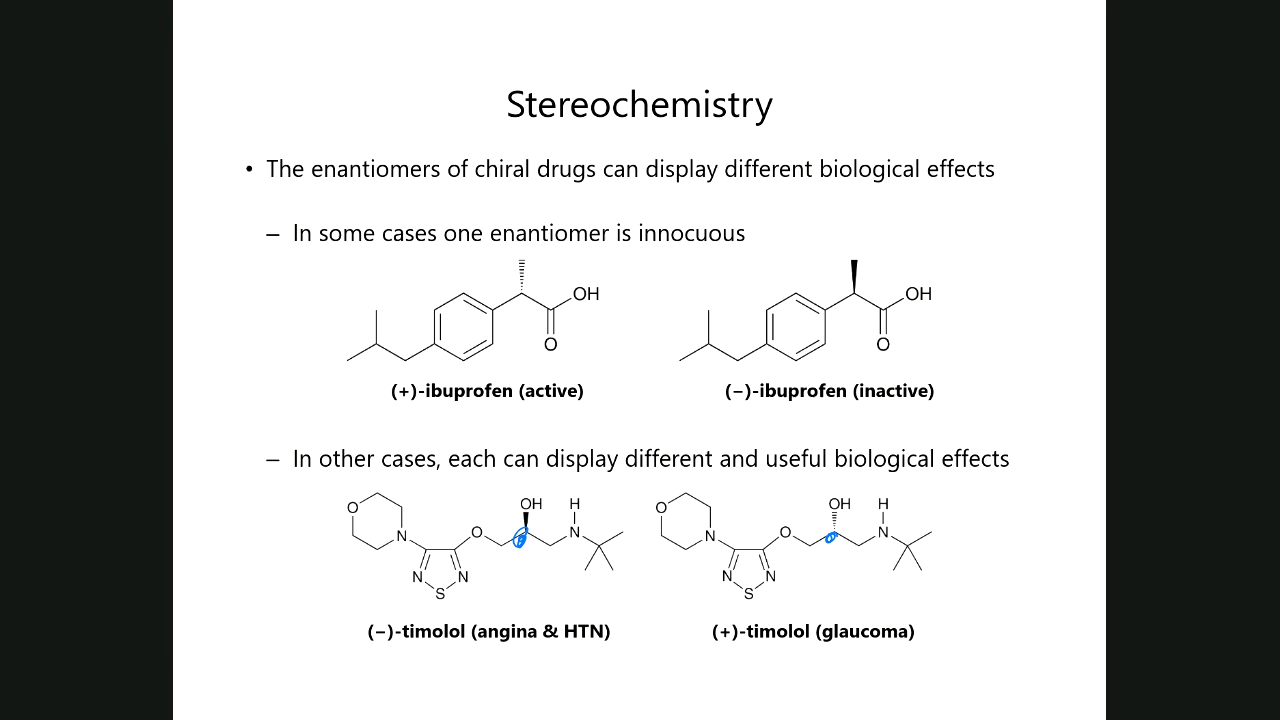 Stereochemistry
• The enantiomers of chiral drugs can display different biological effects
– In some cases one enantiomer is innocuous
OH OH
O O
(+)-ibuprofen (active) (−)-ibuprofen (inactive)
– In other cases, each can display different and useful biological effects
OH H OH H
O O N O O N
N N
N N N N
S S
(−)-timolol (angina & HTN) (+)-timolol (glaucoma)